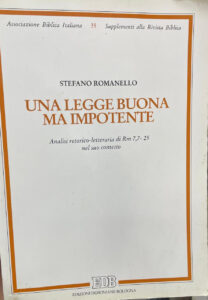 Associazione Biblica Italiana 35 Supplementi alla Rivista Biblica
STEFANO ROMANELLO
UNA LEGGE BUONA
MA IMPOTENTE
Analisi retorico-letteraria di Rm 7,7-25
nel suo contesto
EDB
EDIZIONI DEHONIANE BOLOGNA